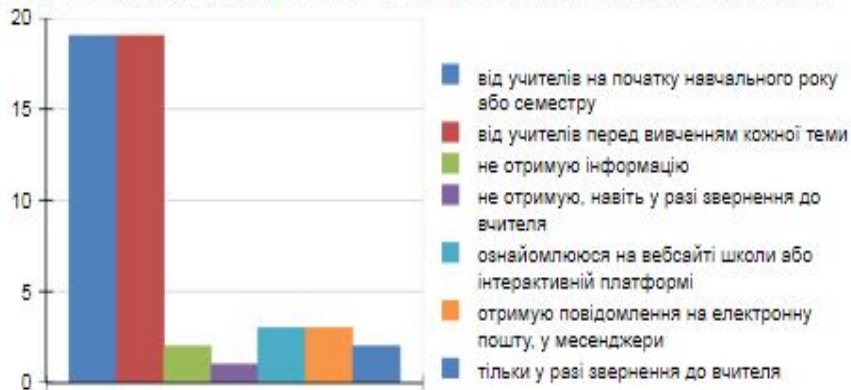 20
15
10
5
0
від учителів на початку навчального року
або семестру
від учителів перед вивченням кожної теми
не отримую інформацію
не отримую, навіть у разі звернення до
вчителя
ознайомлююся на вебсайті школи або
інтерактивній платформі
отримую повідомлення на електронну
пошту, у месенджери
тільки у разі звернення до вчителя